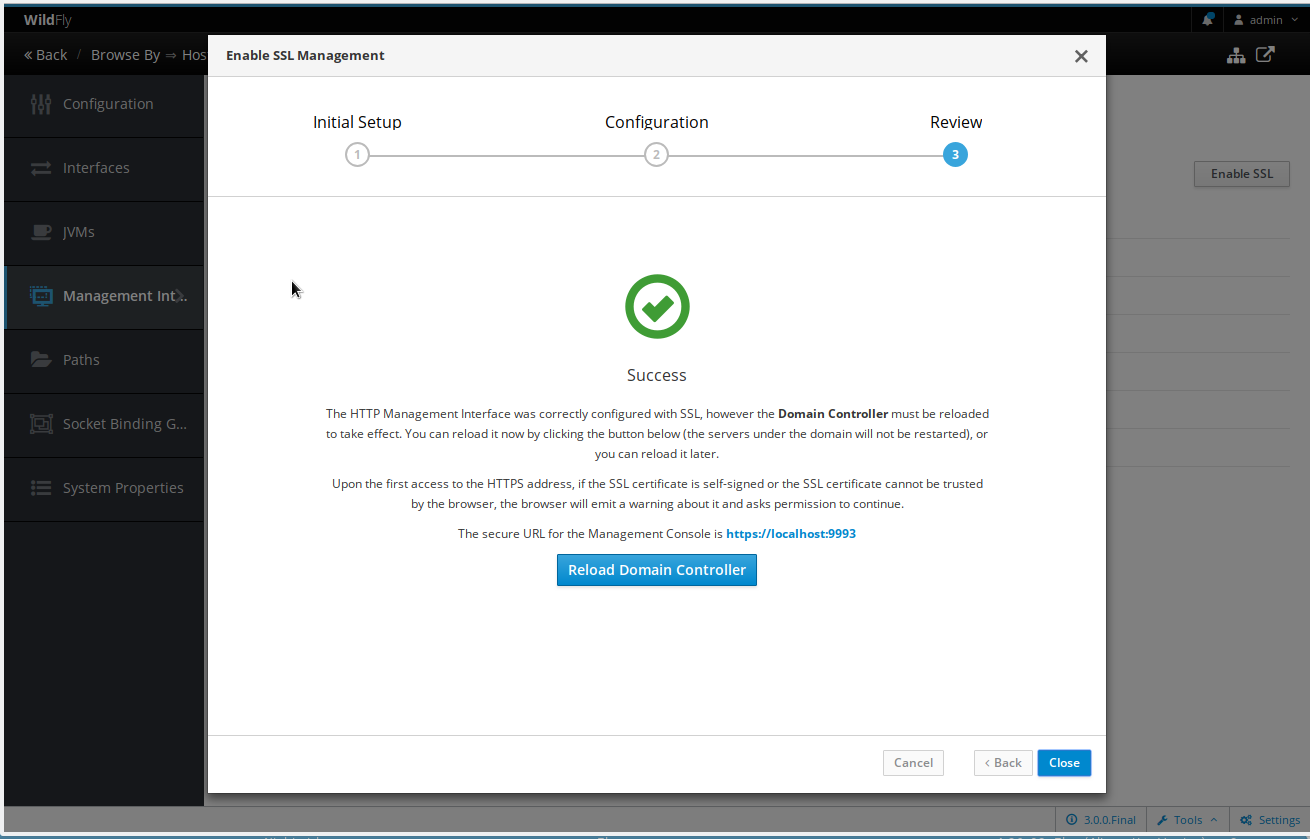 WildFly
admin
« Back / Browse By ⇒ Hos
Enable SSL Management
Initial Setup
Configuration
Review
1
2
3
Configuration
Interfaces
JVMs
Management Int...
Paths
Socket Binding G...
System Properties
Enable SSL
Success
The HTTP Management Interface was correctly configured with SSL, however the Domain Controller must be reloaded
to take effect. You can reload it now by clicking the button below (the servers under the domain will not be restarted), or
you can reload it later.
Upon the first access to the HTTPS address, if the SSL certificate is self-signed or the SSL certificate cannot be trusted
by the browser, the browser will emit a warning about it and asks permission to continue.
The secure URL for the Management Console is https://localhost:9993
Reload Domain Controller
Cancel
‹ Back
Close
3.0.0.Final
Tools
Settings